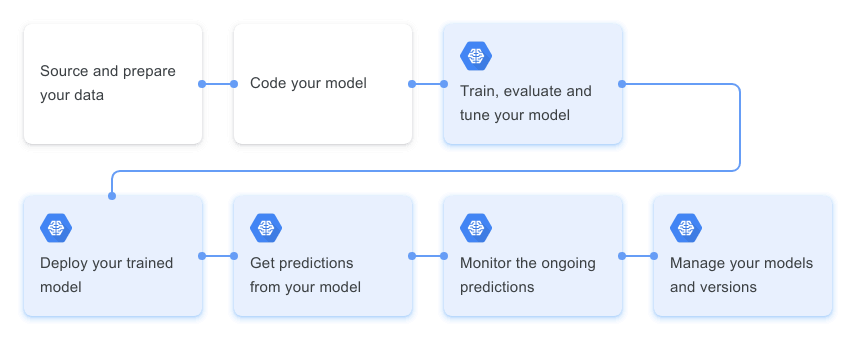 Source and prepare
your data
Code your model
Train, evaluate and
tune your model
Deploy your trained
model
Get predictions
from your model
Monitor the ongoing
predictions
Manage your models
and versions